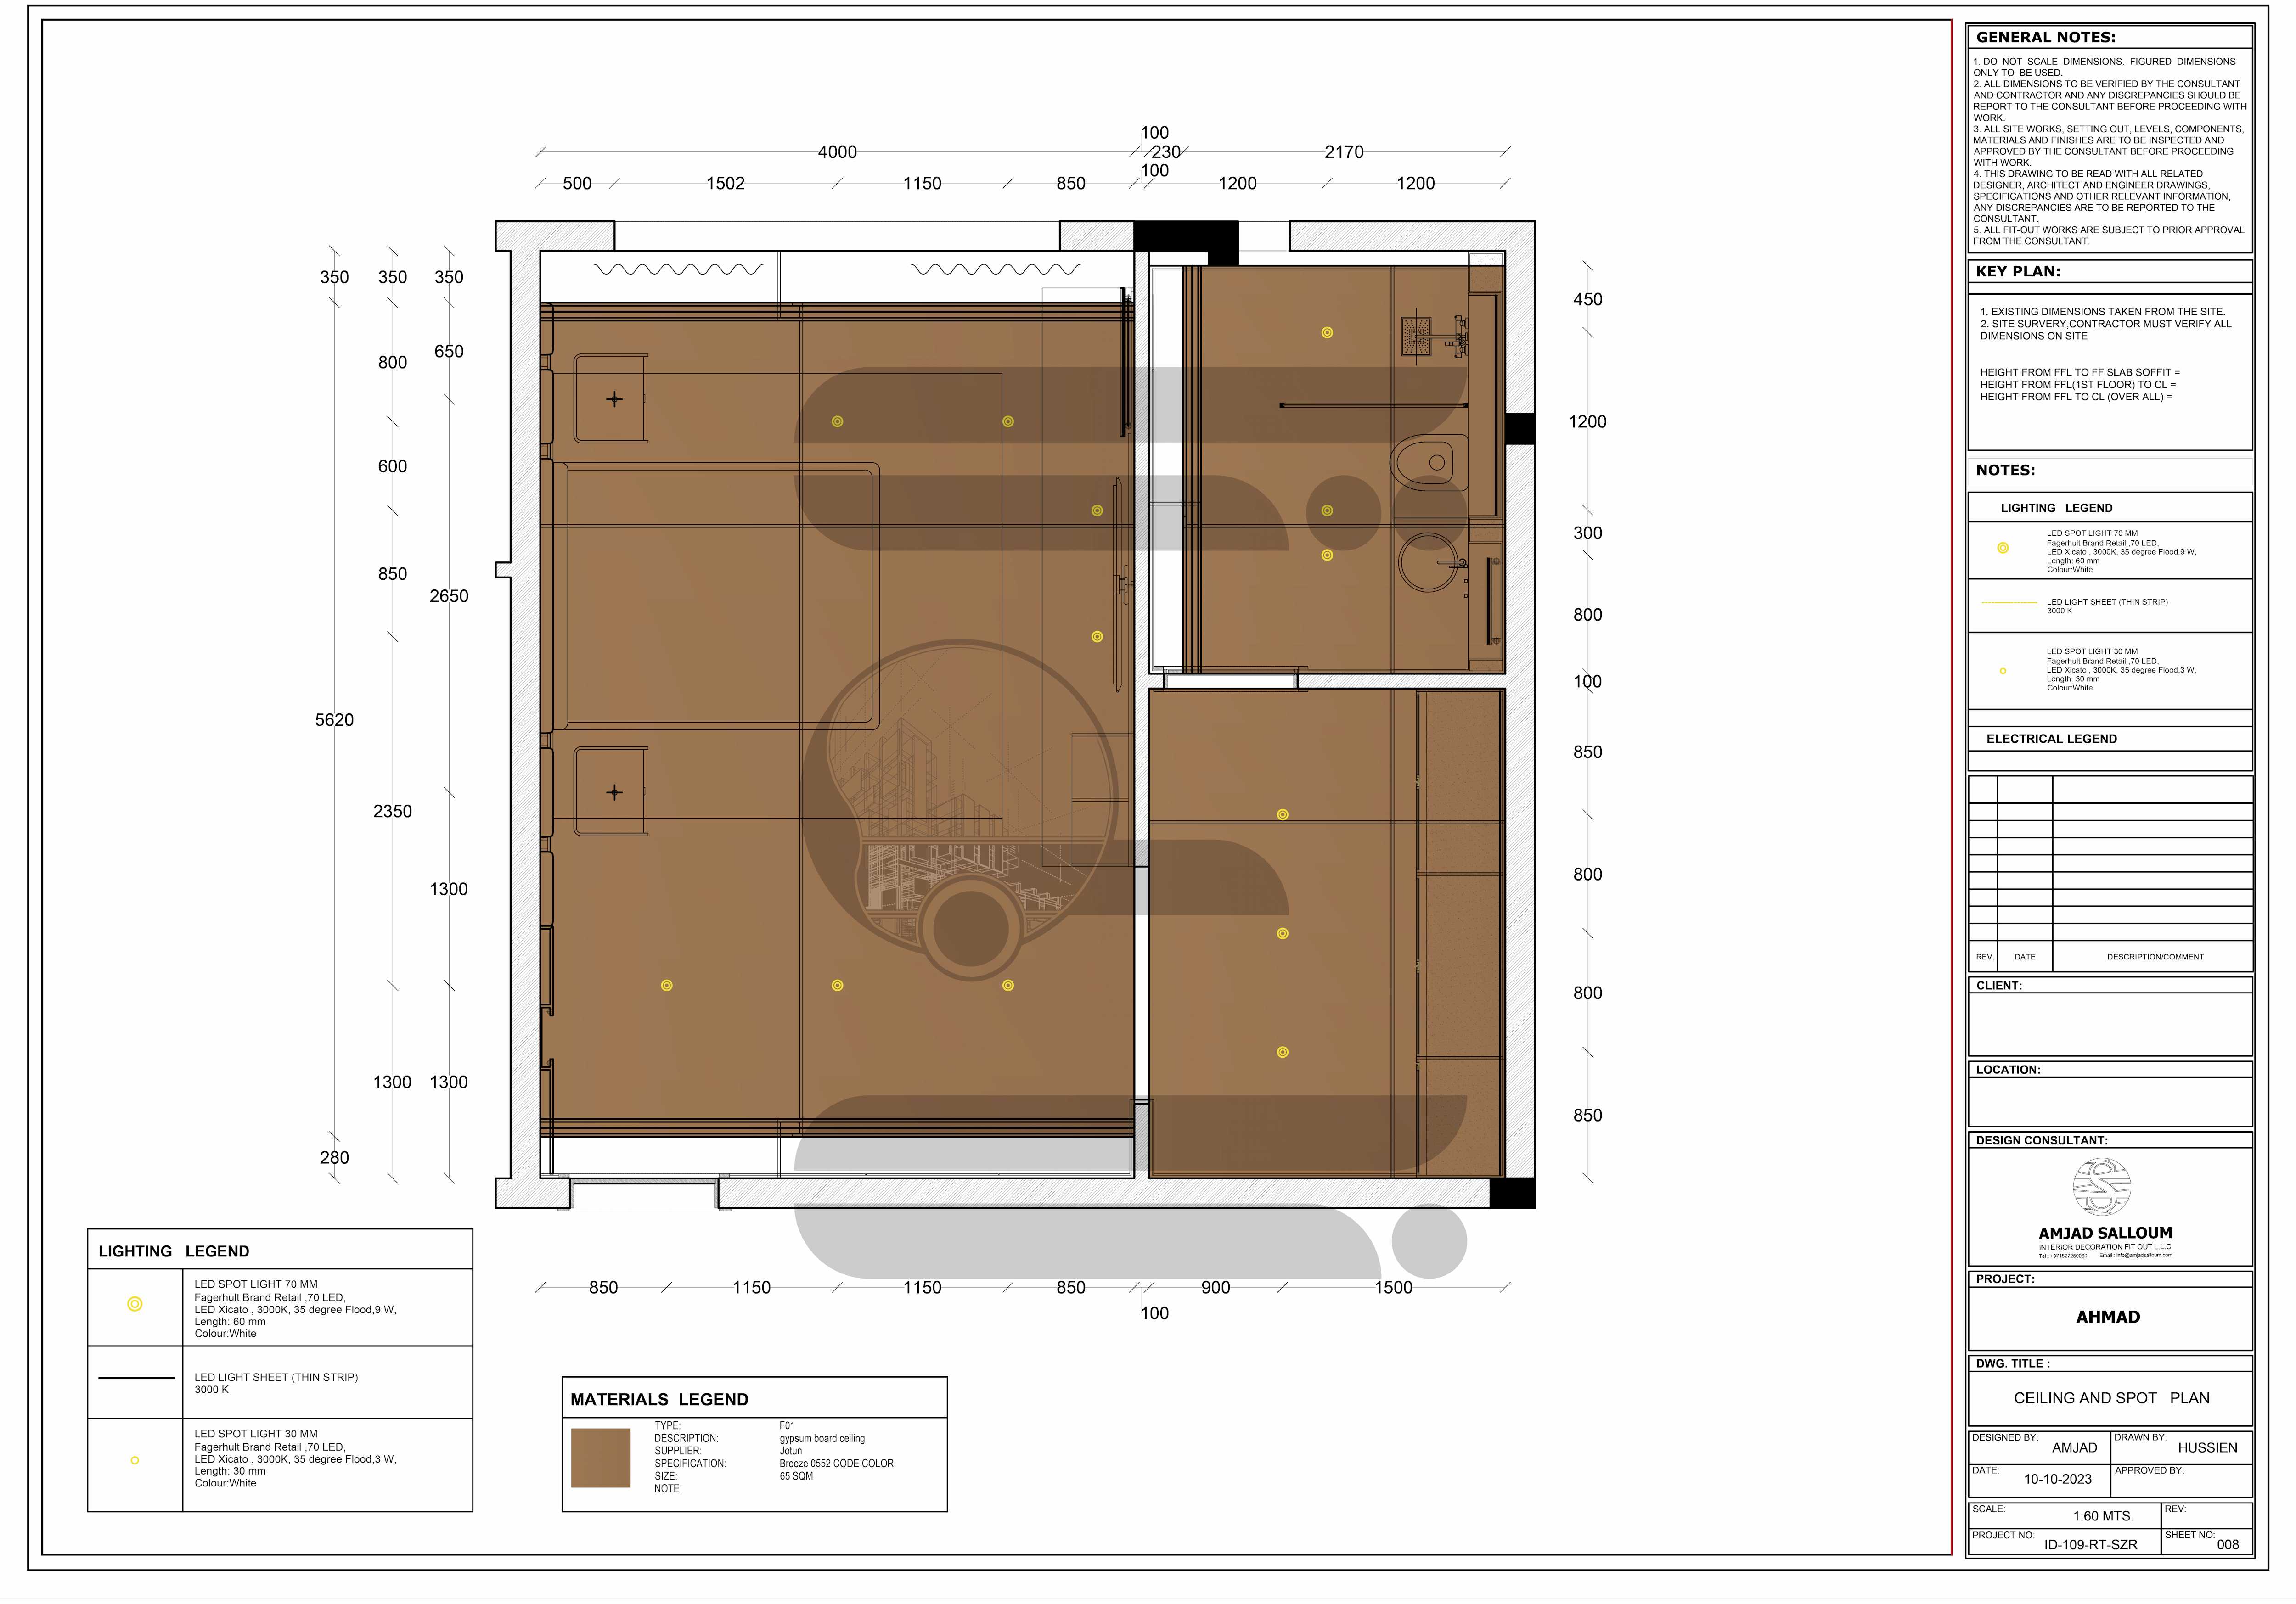 100
4000
230
2170
100
500
1502
1150
850
1200
1200
350
350
350
450
650
800
1200
600
300
850
2650
800
100
5620
850
2350
800
1300
800
1300
1300
850
280
850
1150
1150
850
900
1500
100
LIGHTING LEGEND
LED SPOT LIGHT 70 MM
Fagerhult Brand Retail ,70 LED,
LED Xicato , 3000K, 35 degree Flood,9 W,
Length: 60 mm
Colour:White
LED LIGHT SHEET (THIN STRIP)
3000 K
LED SPOT LIGHT 30 MM
Fagerhult Brand Retail ,70 LED,
LED Xicato , 3000K, 35 degree Flood,3 W,
Length: 30 mm
Colour:White
MATERIALS LEGEND
TYPE: F01
DESCRIPTION: gypsum board ceiling
SUPPLIER: Jotun
SPECIFICATION: Breeze 0552 CODE COLOR
SIZE: 65 SQM
NOTE:
GENERAL NOTES:
1. DO NOT SCALE DIMENSIONS. FIGURED DIMENSIONS
ONLY TO BE USED.
2. ALL DIMENSIONS TO BE VERIFIED BY THE CONSULTANT
AND CONTRACTOR AND ANY DISCREPANCIES SHOULD BE
REPORT TO THE CONSULTANT BEFORE PROCEEDING WITH
WORK.
3. ALL SITE WORKS, SETTING OUT, LEVELS, COMPONENTS,
MATERIALS AND FINISHES ARE TO BE INSPECTED AND
APPROVED BY THE CONSULTANT BEFORE PROCEEDING
WITH WORK.
4. THIS DRAWING TO BE READ WITH ALL RELATED
DESIGNER, ARCHITECT AND ENGINEER DRAWINGS,
SPECIFICATIONS AND OTHER RELEVANT INFORMATION,
ANY DISCREPANCIES ARE TO BE REPORTED TO THE
CONSULTANT.
5. ALL FIT-OUT WORKS ARE SUBJECT TO PRIOR APPROVAL
FROM THE CONSULTANT.
KEY PLAN:
1. EXISTING DIMENSIONS TAKEN FROM THE SITE.
2. SITE SURVERY,CONTRACTOR MUST VERIFY ALL
DIMENSIONS ON SITE
HEIGHT FROM FFL TO FF SLAB SOFFIT =
HEIGHT FROM FFL(1ST FLOOR) TO CL =
HEIGHT FROM FFL TO CL (OVER ALL) =
NOTES:
LIGHTING LEGEND
LED SPOT LIGHT 70 MM
Fagerhult Brand Retail ,70 LED,
LED Xicato , 3000K, 35 degree Flood,9 W,
Length: 60 mm
Colour:White
LED LIGHT SHEET (THIN STRIP)
3000 K
LED SPOT LIGHT 30 MM
Fagerhult Brand Retail ,70 LED,
LED Xicato , 3000K, 35 degree Flood,3 W,
Length: 30 mm
Colour:White
ELECTRICAL LEGEND
REV. DATE DESCRIPTION/COMMENT
CLIENT:
LOCATION:
DESIGN CONSULTANT:
AMJAD SALLOUM
INTERIOR DECORATION FIT OUT L.L.C
Tel : +971527250060 Email : info@amjadsalloum.com
PROJECT:
AHMAD
DWG. TITLE :
CEILING AND SPOT PLAN
DESIGNED BY: AMJAD
DRAWN BY: HUSSIEN
DATE: 10-10-2023
APPROVED BY:
SCALE: 1:60 MTS.
REV:
PROJECT NO: ID-109-RT-SZR
SHEET NO: 008